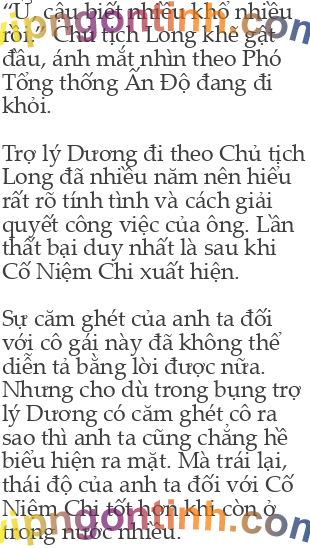 “Ừ, cậu biết nhiều khổ nhiều
rồi.” Chủ tịch Long khẽ gật
đầu, ánh mắt nhìn theo Phó
Tổng thống Ấn Độ đang đi
khỏi.
Trợ lý Dương đi theo Chủ tịch
Long đã nhiều năm nên hiểu
rất rõ tính tình và cách giải
quyết công việc của ông. Lần
thất bại duy nhất là sau khi
Cố Niệm Chi xuất hiện.
Sự căm ghét của anh ta đối
với cô gái này đã không thể
diễn tả bằng lời được nữa.
Nhưng cho dù trong bụng trợ
lý Dương có căm ghét cô ra
sao thì anh ta cũng chẳng hề
biểu hiện ra mặt. Mà trái lại,
thái độ của anh ta đối với Cố
Niệm Chi tốt hơn khi còn ở
trong nước nhiều.